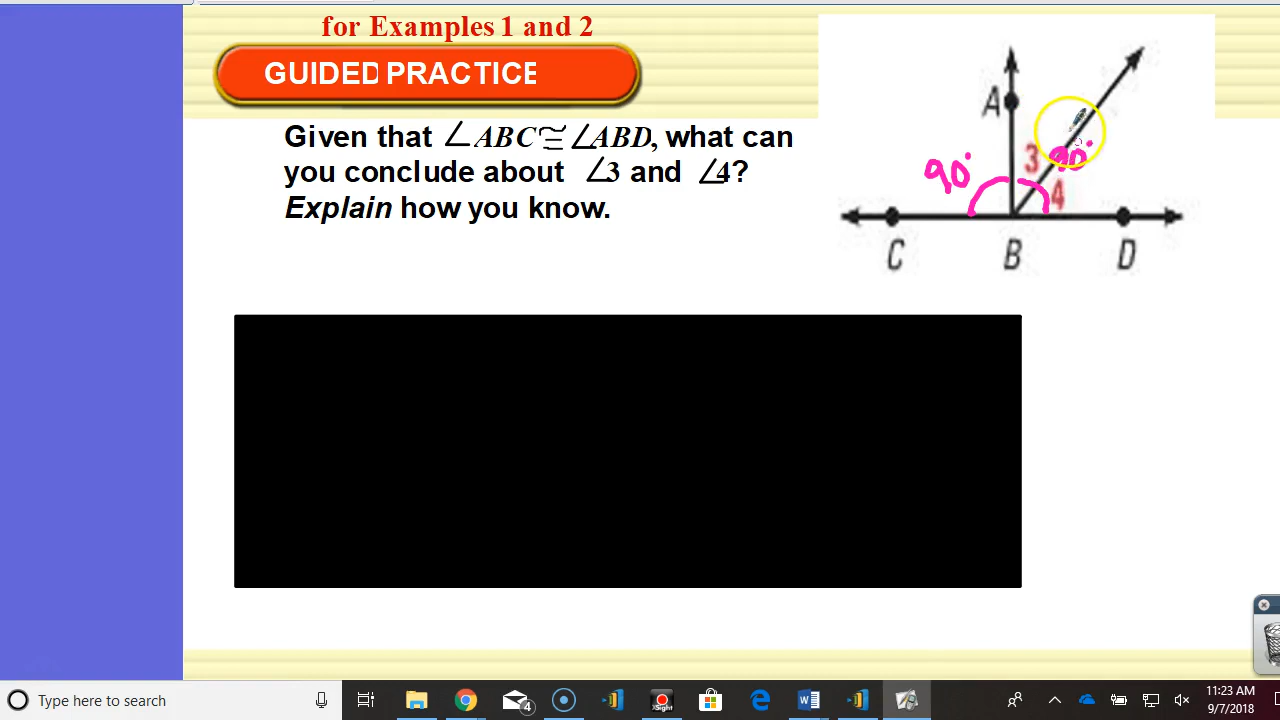 for Examples 1 and 2
GUIDED PRACTICE
Given that ∠ABC ≅ ∠ABD, what can
you conclude about ∠3 and ∠4?
Explain how you know.
A
90°
3
90°
4
C
B
D
4
Type here to search
11:23 AM
9/7/2018